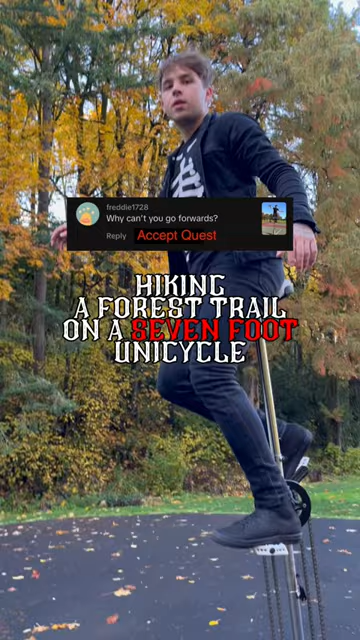 freddie1728
Why can't you go forwards?
Reply Accept Quest
HIKING
A FOREST TRAIL
ON A SEVEN FOOT
UNICYCLE